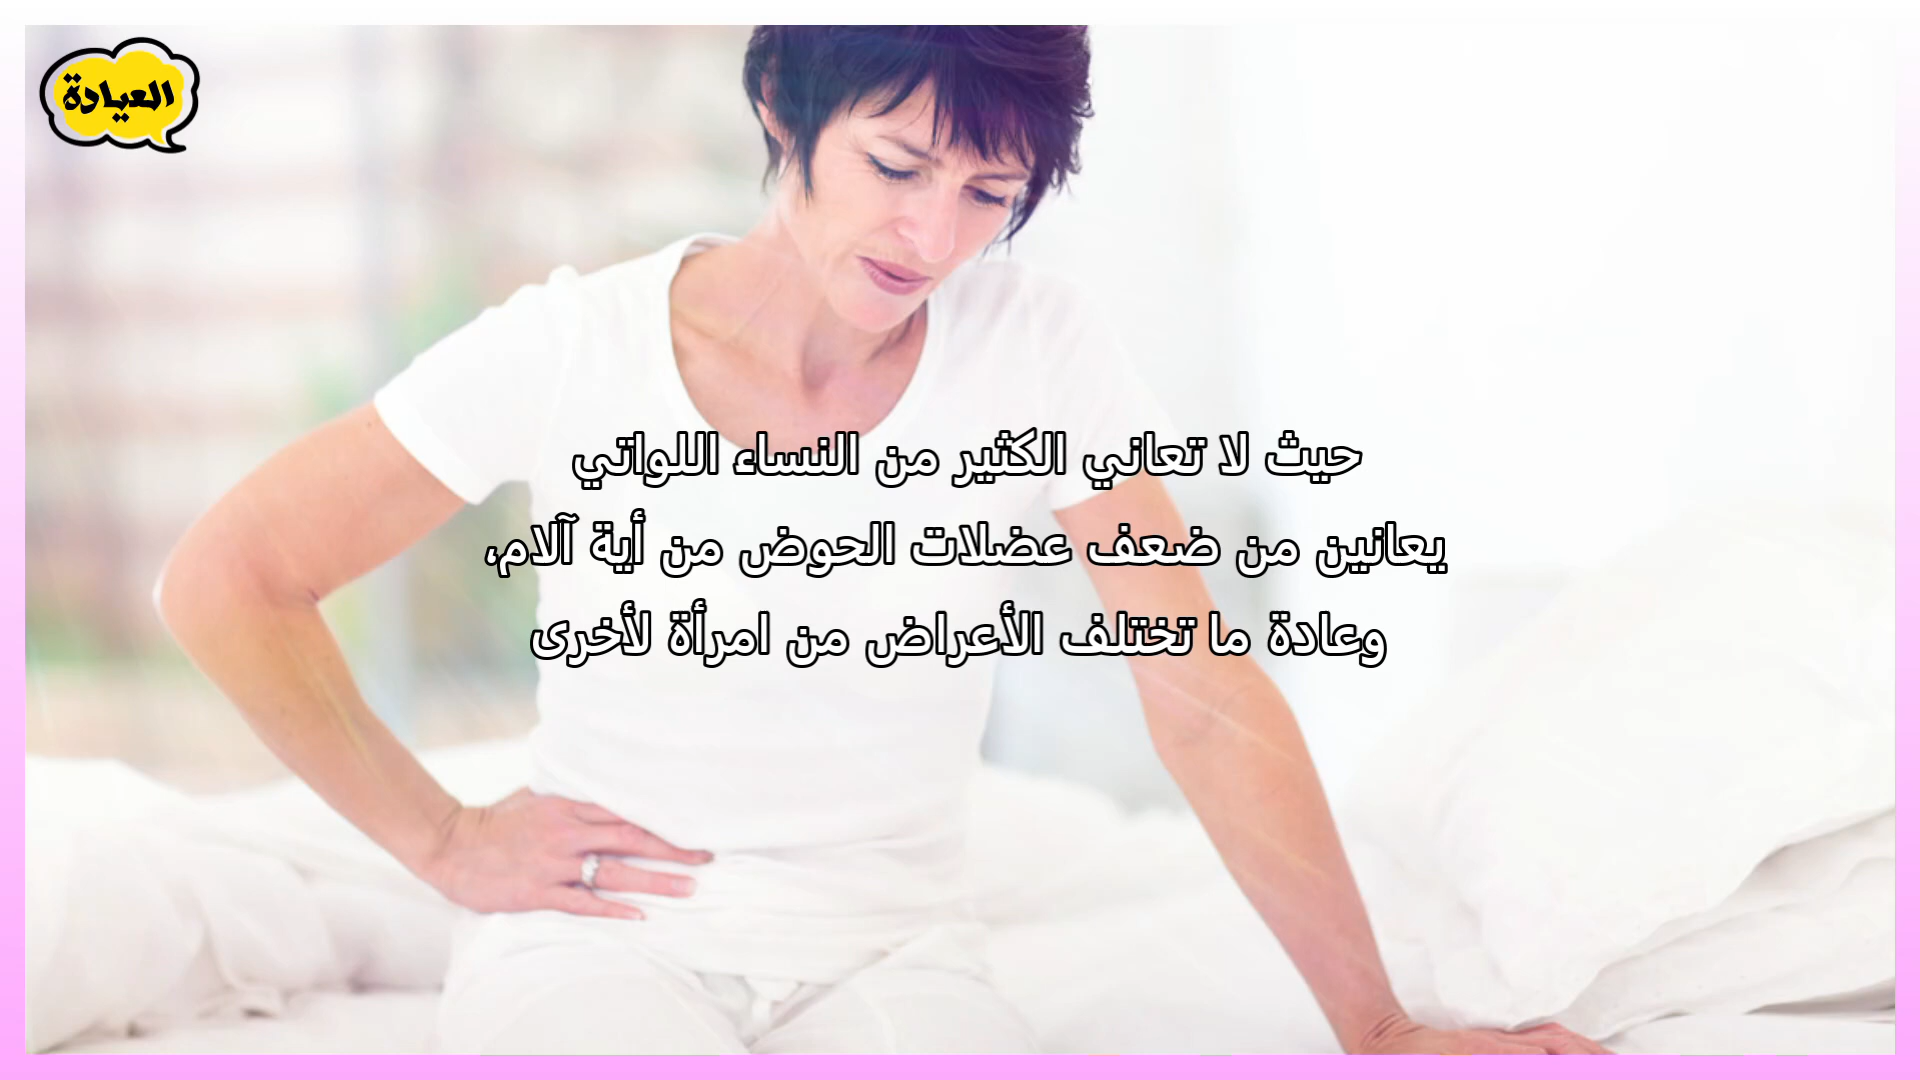 العيادة
حيث لا تعاني الكثير من النساء اللواتي
يعانين من ضعف عضلات الحوض من أية آلام،
وعادة ما تختلف الأعراض من امرأة لأخرى